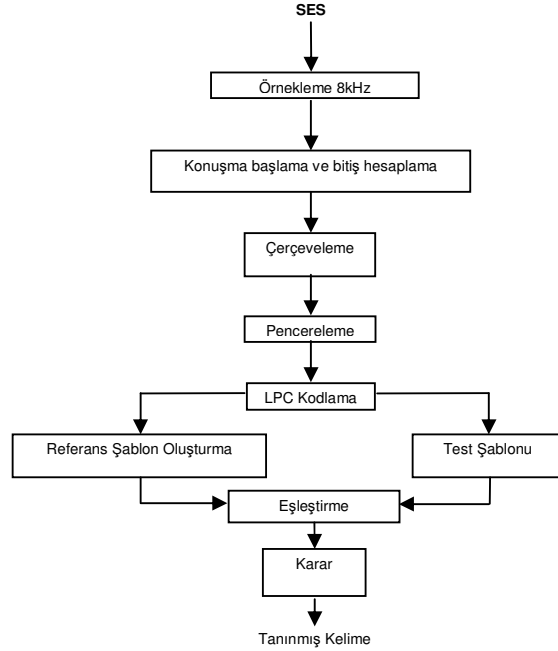 SES
Örnekleme 8kHz
Konuşma başlama ve bitiş hesaplama
Çerçeveleme
Pencereleme
LPC Kodlama
Referans Şablon Oluşturma
Test Şablonu
Eşleştirme
Karar
Tanınmış Kelime